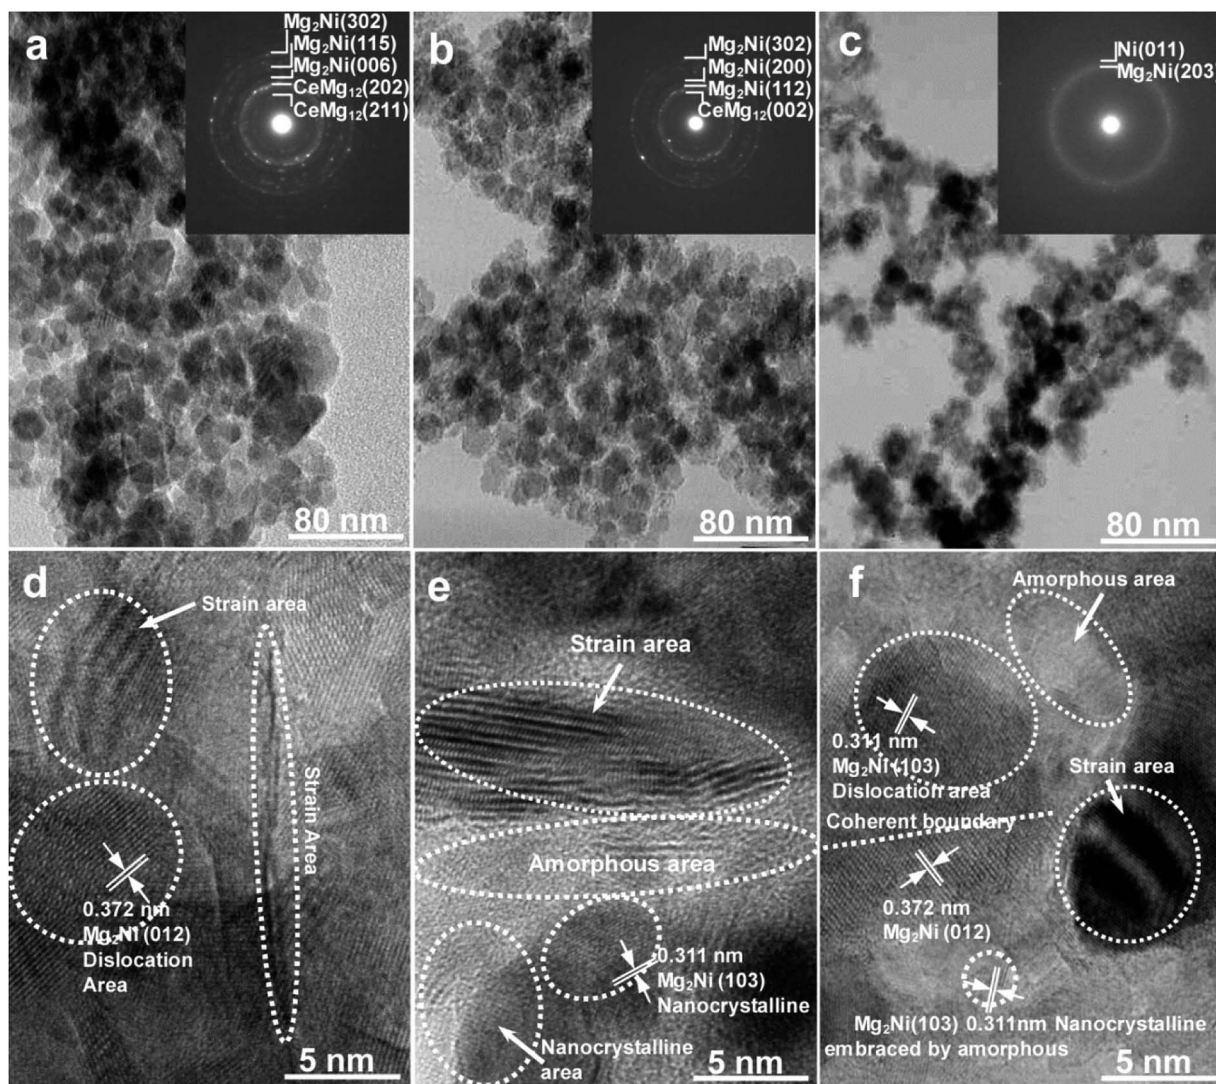 a
Mg₂Ni(302)
Mg₂Ni(115)
Mg₂Ni(006)
CeMg₁₂(202)
CeMg₁₂(211)
80 nm
b
Mg₂Ni(302)
Mg₂Ni(200)
Mg₂Ni(112)
CeMg₁₂(002)
80 nm
c
Ni(011)
Mg₂Ni(203)
80 nm
d
Strain area
Strain Area
0.372 nm
Mg₂Ni (012)
Dislocation
Area
5 nm
e
Strain area
Amorphous area
0.311 nm
Mg₂Ni (103)
Nanocrystalline
Nanocrystalline
area
5 nm
f
Amorphous area
0.311 nm
Mg₂Ni (103)
Dislocation area
Strain area
Coherent boundary
0.372 nm
Mg₂Ni (012)
Mg₂Ni(103) 0.311nm Nanocrystalline
embraced by amorphous
5 nm